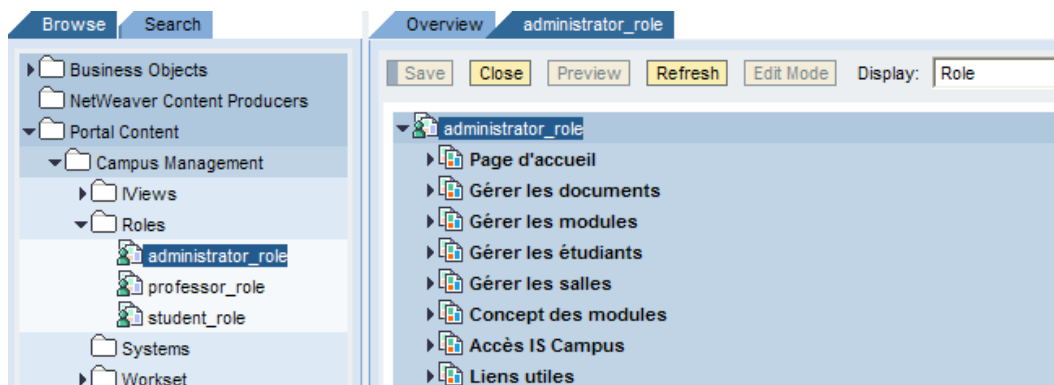 Browse Search
Business Objects
NetWeaver Content Producers
Portal Content
Campus Management
IViews
Roles
administrator_role
professor_role
student_role
Systems
Workset
Overview administrator_role
Save Close Preview Refresh Edit Mode Display: Role
administrator_role
Page d'accueil
Gérer les documents
Gérer les modules
Gérer les étudiants
Gérer les salles
Concept des modules
Accès IS Campus
Liens utiles